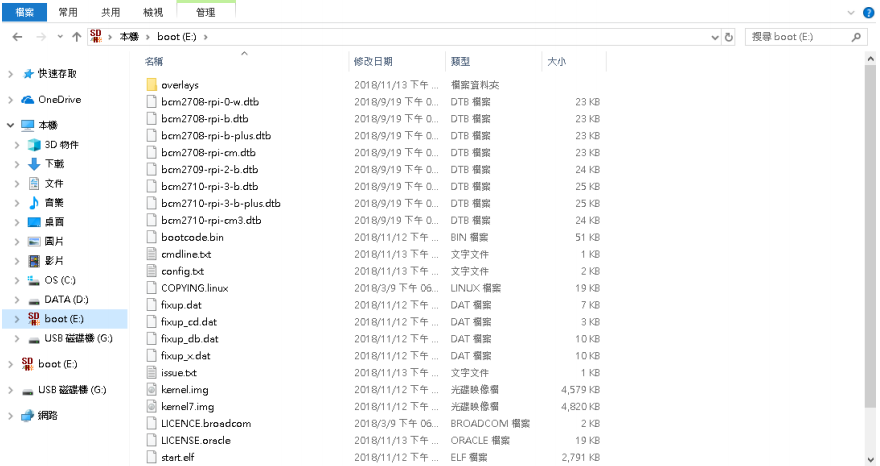 檔案 常用 共用 檢視 管理
本機 boot (E:) 搜尋 boot (E:)
名稱 修改日期 類型 大小
快速存取
OneDrive
本機
3D 物件
下載
文件
音樂
桌面
圖片
影片
OS (C:)
DATA (D:)
boot (E:)
USB 磁碟機 (G:)
boot (E:)
USB 磁碟機 (G:)
網路
overlays 2018/11/13 下午 ... 檔案資料夾
bcm2708-rpi-0-w.dtb 2018/9/19 下午 0... DTB 檔案 23 KB
bcm2708-rpi-b.dtb 2018/9/19 下午 0... DTB 檔案 23 KB
bcm2708-rpi-b-plus.dtb 2018/9/19 下午 0... DTB 檔案 23 KB
bcm2708-rpi-cm.dtb 2018/9/19 下午 0... DTB 檔案 23 KB
bcm2709-rpi-2-b.dtb 2018/9/19 下午 0... DTB 檔案 24 KB
bcm2710-rpi-3-b.dtb 2018/9/19 下午 0... DTB 檔案 25 KB
bcm2710-rpi-3-b-plus.dtb 2018/9/19 下午 0... DTB 檔案 25 KB
bcm2710-rpi-cm3.dtb 2018/9/19 下午 0... DTB 檔案 24 KB
bootcode.bin 2018/11/12 下午 ... BIN 檔案 51 KB
cmdline.txt 2018/11/13 下午 ... 文字文件 1 KB
config.txt 2018/11/13 下午 ... 文字文件 2 KB
COPYING.linux 2018/3/9 下午 06... LINUX 檔案 19 KB
fixup.dat 2018/11/12 下午 ... DAT 檔案 7 KB
fixup_cd.dat 2018/11/12 下午 ... DAT 檔案 3 KB
fixup_db.dat 2018/11/12 下午 ... DAT 檔案 10 KB
fixup_x.dat 2018/11/12 下午 ... DAT 檔案 10 KB
issue.txt 2018/11/13 下午 ... 文字文件 1 KB
kernel.img 2018/11/12 下午 ... 光碟映像檔 4,579 KB
kernel7.img 2018/11/12 下午 ... 光碟映像檔 4,820 KB
LICENCE.broadcom 2018/3/9 下午 06... BROADCOM 檔案 2 KB
LICENSE.oracle 2018/11/13 下午 ... ORACLE 檔案 19 KB
start.elf 2018/11/12 下午 ... ELF 檔案 2,791 KB